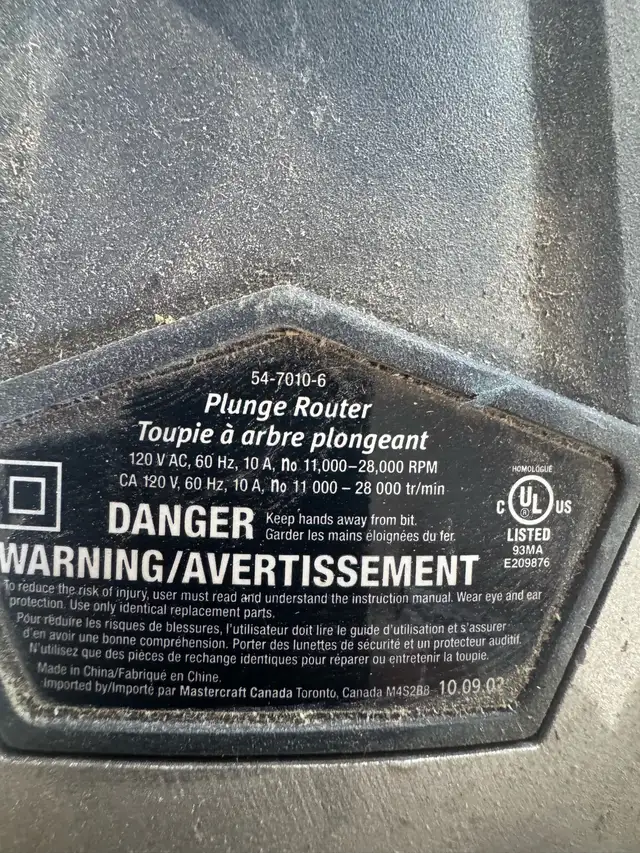 54-7010-6
Plunge Router
Toupie à arbre plongeant
120 V AC, 60 Hz, 10 A, no 11,000–28,000 RPM
CA 120 V, 60 Hz, 10 A, no 11 000 – 28 000 tr/min
DANGER Keep hands away from bit.
Garder les mains éloignées du fer.
HOMOLOGUÉ
C UL ® US
LISTED
93MA
E209876
WARNING/AVERTISSEMENT
To reduce the risk of injury, user must read and understand the instruction manual. Wear eye and ear
protection. Use only identical replacement parts.
Pour réduire les risques de blessures, l'utilisateur doit lire le guide d'utilisation et s'assurer
d'en avoir une bonne compréhension. Porter des lunettes de sécurité et un protecteur auditif.
N'utilisez que des pièces de rechange identiques pour réparer ou entretenir la toupie.
Made in China/Fabriqué en Chine.
Imported by/Importé par Mastercraft Canada Toronto, Canada M4S2B8 10.09.02